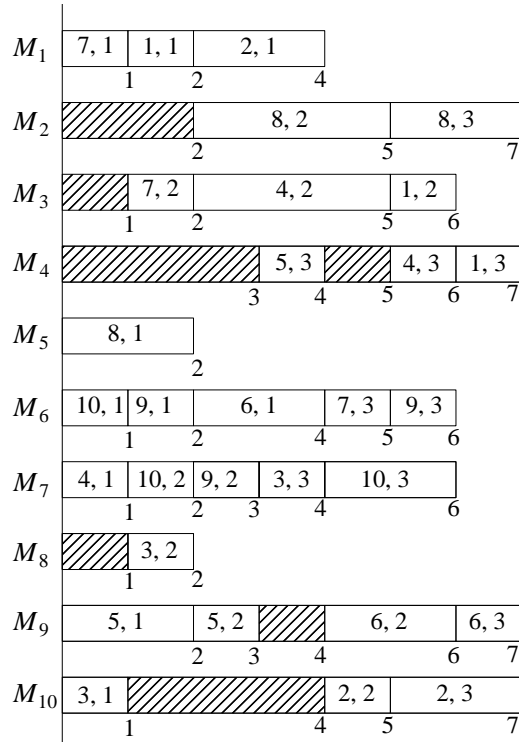 M1 7, 1 1, 1 2, 1
1 2 4
M2 8, 2 8, 3
2 5 7
M3 7, 2 4, 2 1, 2
1 2 5 6
M4 5, 3 4, 3 1, 3
3 4 5 6 7
M5 8, 1
2
M6 10, 1 9, 1 6, 1 7, 3 9, 3
1 2 4 5 6
M7 4, 1 10, 2 9, 2 3, 3 10, 3
1 2 3 4 6
M8 3, 2
1 2
M9 5, 1 5, 2 6, 2 6, 3
2 3 4 6 7
M10 3, 1 2, 2 2, 3
1 4 5 7